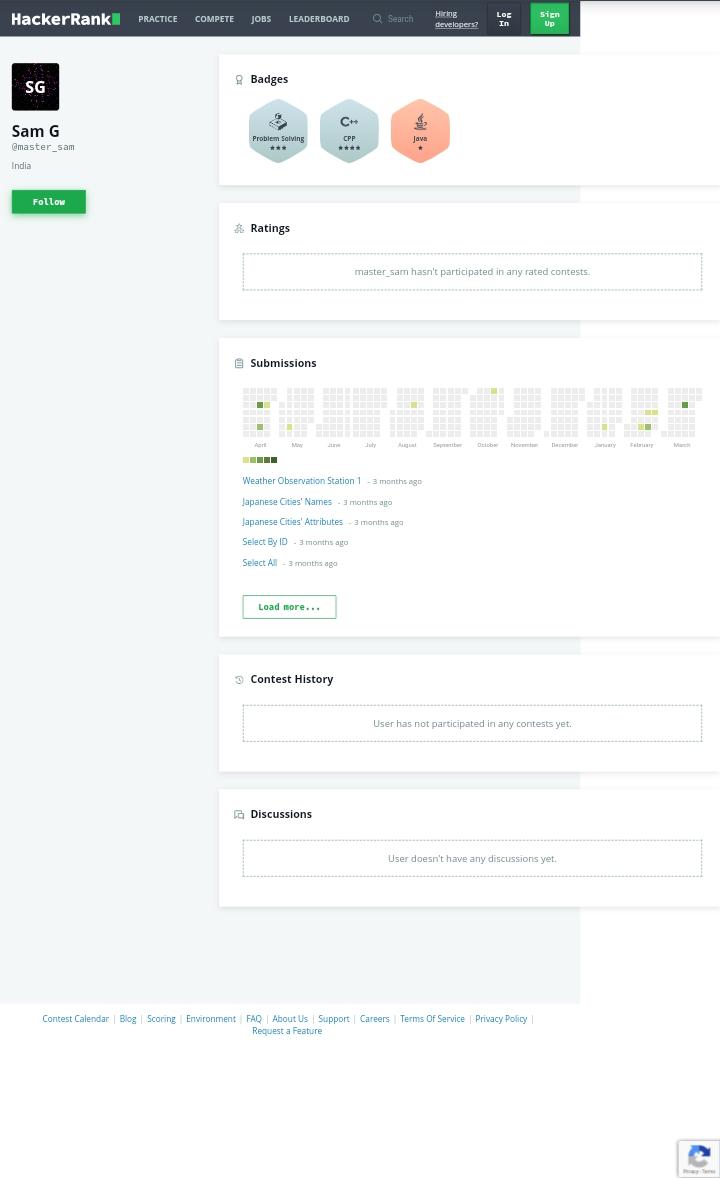 HackerRank PRACTICE COMPETE JOBS LEADERBOARD Search Hiring developers? Log In Sign Up
SG
Sam G
@master_sam
India
Follow
Badges
Problem Solving C++ CPP Java
Ratings
master_sam hasn't participated in any rated contests.
Submissions
April May June July August September October November December January February March
Weather Observation Station 1 - 3 months ago
Japanese Cities' Names - 3 months ago
Japanese Cities' Attributes - 3 months ago
Select By ID - 3 months ago
Select All - 3 months ago
Load more...
Contest History
User has not participated in any contests yet.
Discussions
User doesn't have any discussions yet.
Contest Calendar | Blog | Scoring | Environment | FAQ | About Us | Support | Careers | Terms Of Service | Privacy Policy |
Request a Feature
Privacy - Terms